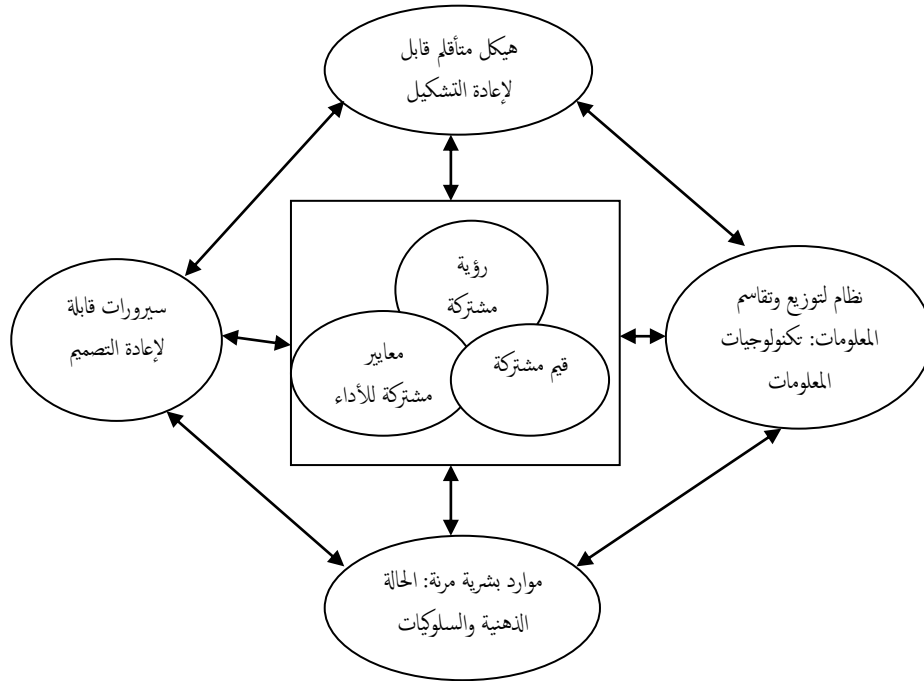 هيكل متأقلم قابل
لإعادة التشكيل
رؤية
مشتركة
نظام لتوزيع وتقاسم
المعلومات: تكنولوجيات
المعلومات
قيم مشتركة
معايير
مشتركة للأداء
سيرورات قابلة
لإعادة التصميم
موارد بشرية مرنة: الحالة
الذهنية والسلوكيات